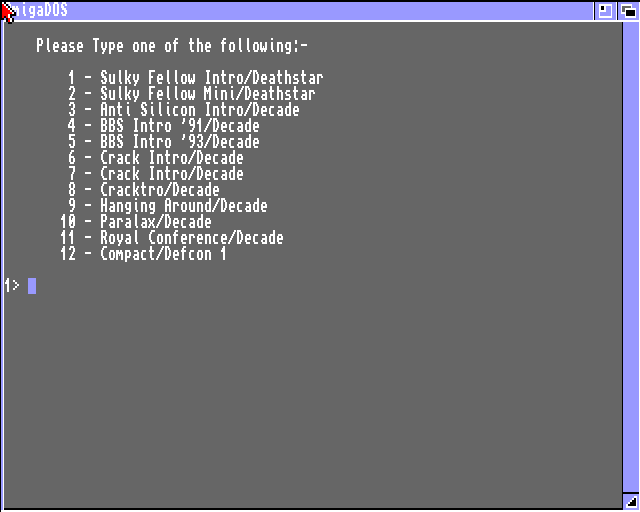 AmigaDOS
Please Type one of the following:-
1 - Sulky Fellow Intro/Deathstar
2 - Sulky Fellow Mini/Deathstar
3 - Anti Silicon Intro/Decade
4 - BBS Intro '91/Decade
5 - BBS Intro '93/Decade
6 - Crack Intro/Decade
7 - Crack Intro/Decade
8 - Cracktro/Decade
9 - Hanging Around/Decade
10 - Paralax/Decade
11 - Royal Conference/Decade
12 - Compact/Defcon 1
1>